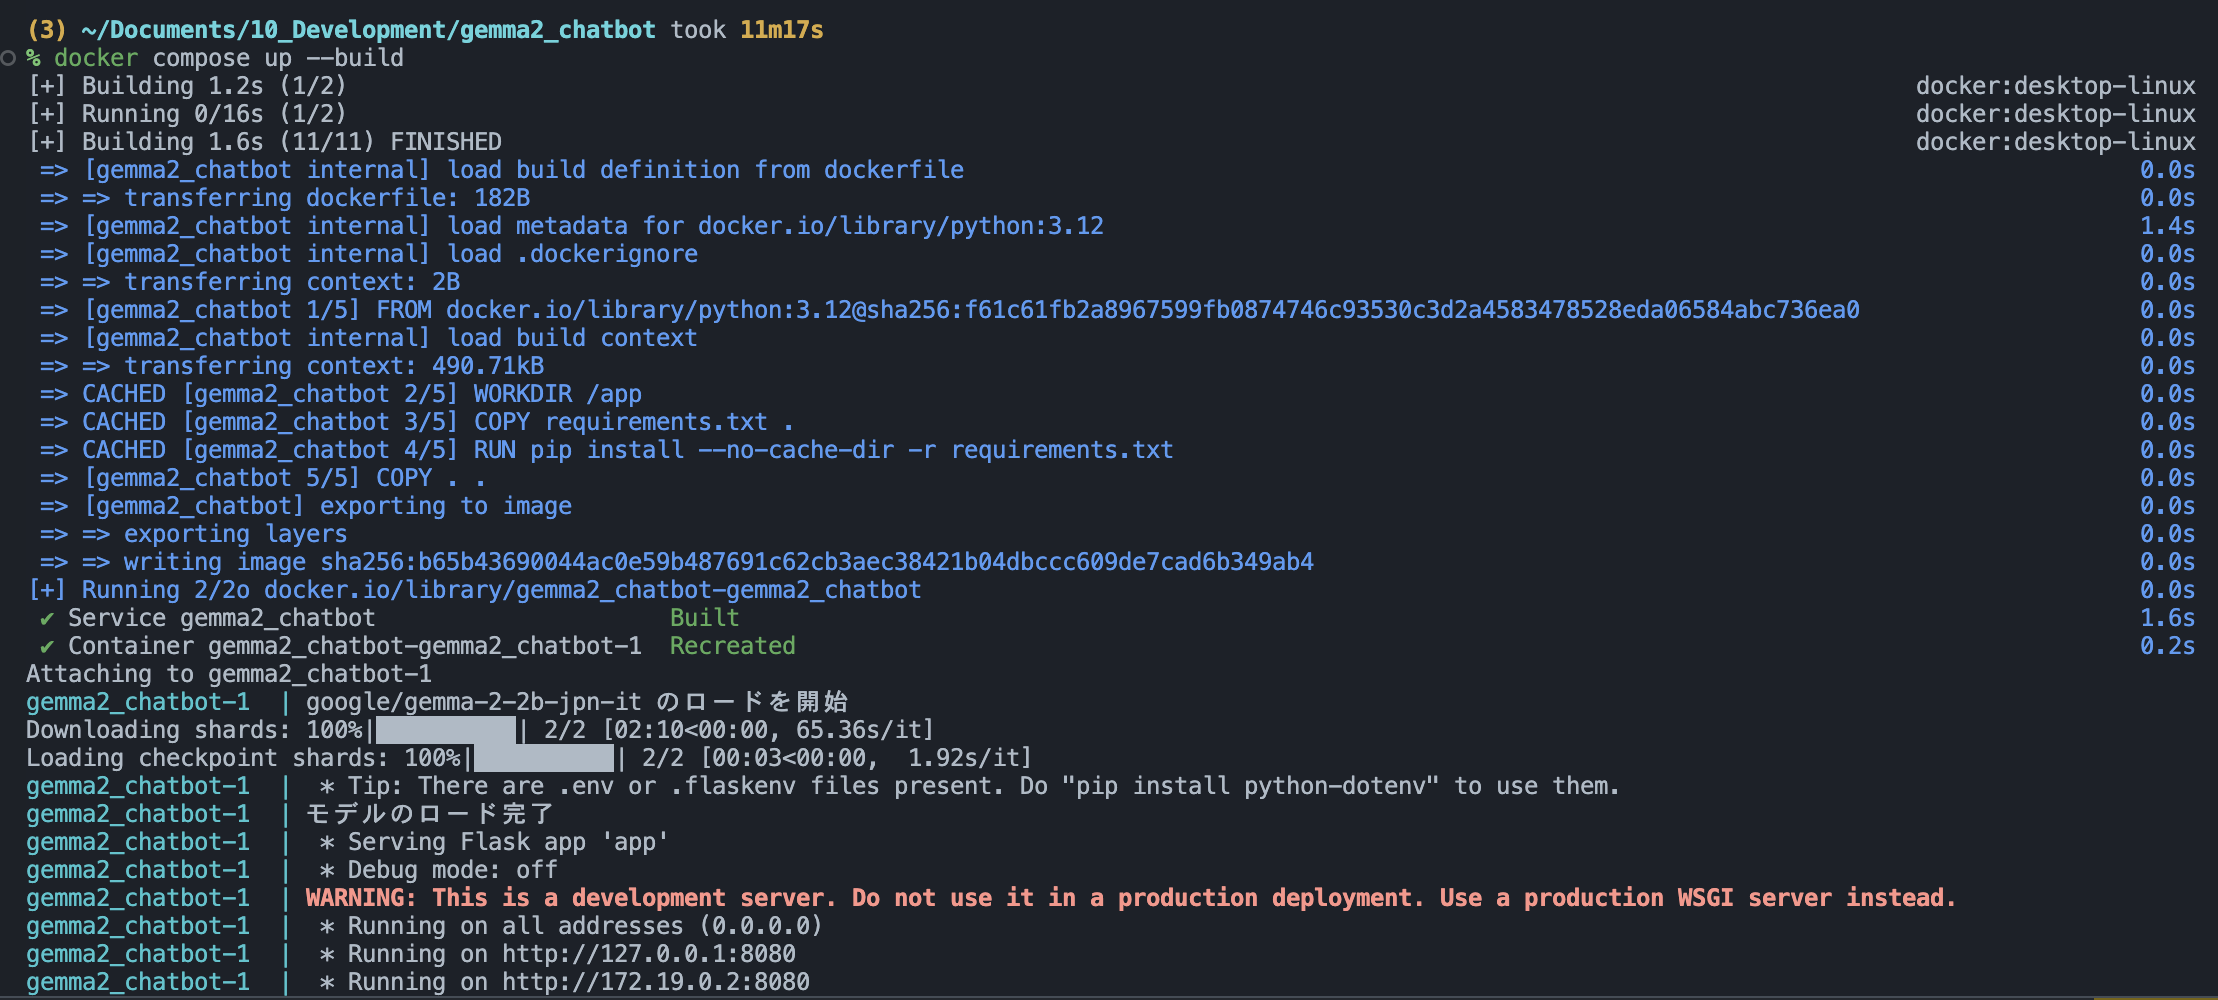 (3) ~/Documents/10_Development/gemma2_chatbot took 11m17s
% docker compose up --build
[+] Building 1.2s (1/2) docker:desktop-linux
[+] Running 0/16s (1/2) docker:desktop-linux
[+] Building 1.6s (11/11) FINISHED docker:desktop-linux
=> [gemma2_chatbot internal] load build definition from dockerfile 0.0s
=> => transferring dockerfile: 182B 0.0s
=> [gemma2_chatbot internal] load metadata for docker.io/library/python:3.12 1.4s
=> [gemma2_chatbot internal] load .dockerignore 0.0s
=> => transferring context: 2B 0.0s
=> [gemma2_chatbot 1/5] FROM docker.io/library/python:3.12@sha256:f61c61fb2a8967599fb0874746c93530c3d2a4583478528eda06584abc736ea0 0.0s
=> [gemma2_chatbot internal] load build context 0.0s
=> => transferring context: 490.71kB 0.0s
=> CACHED [gemma2_chatbot 2/5] WORKDIR /app 0.0s
=> CACHED [gemma2_chatbot 3/5] COPY requirements.txt . 0.0s
=> CACHED [gemma2_chatbot 4/5] RUN pip install --no-cache-dir -r requirements.txt 0.0s
=> [gemma2_chatbot 5/5] COPY . . 0.0s
=> [gemma2_chatbot] exporting to image 0.0s
=> => exporting layers 0.0s
=> => writing image sha256:b65b43690044ac0e59b487691c62cb3aec38421b04dbccc609de7cad6b349ab4 0.0s
[+] Running 2/2o docker.io/library/gemma2_chatbot-gemma2_chatbot 0.0s
✔ Service gemma2_chatbot Built 1.6s
✔ Container gemma2_chatbot-gemma2_chatbot-1 Recreated 0.2s
Attaching to gemma2_chatbot-1
gemma2_chatbot-1 | google/gemma-2-2b-jpn-it のロードを開始
Downloading shards: 100%|██████████| 2/2 [02:10<00:00, 65.36s/it]
Loading checkpoint shards: 100%|██████████| 2/2 [00:03<00:00, 1.92s/it]
gemma2_chatbot-1 | * Tip: There are .env or .flaskenv files present. Do "pip install python-dotenv" to use them.
gemma2_chatbot-1 | モデルのロード完了
gemma2_chatbot-1 | * Serving Flask app 'app'
gemma2_chatbot-1 | * Debug mode: off
gemma2_chatbot-1 | WARNING: This is a development server. Do not use it in a production deployment. Use a production WSGI server instead.
gemma2_chatbot-1 | * Running on all addresses (0.0.0.0)
gemma2_chatbot-1 | * Running on http://127.0.0.1:8080
gemma2_chatbot-1 | * Running on http://172.19.0.2:8080